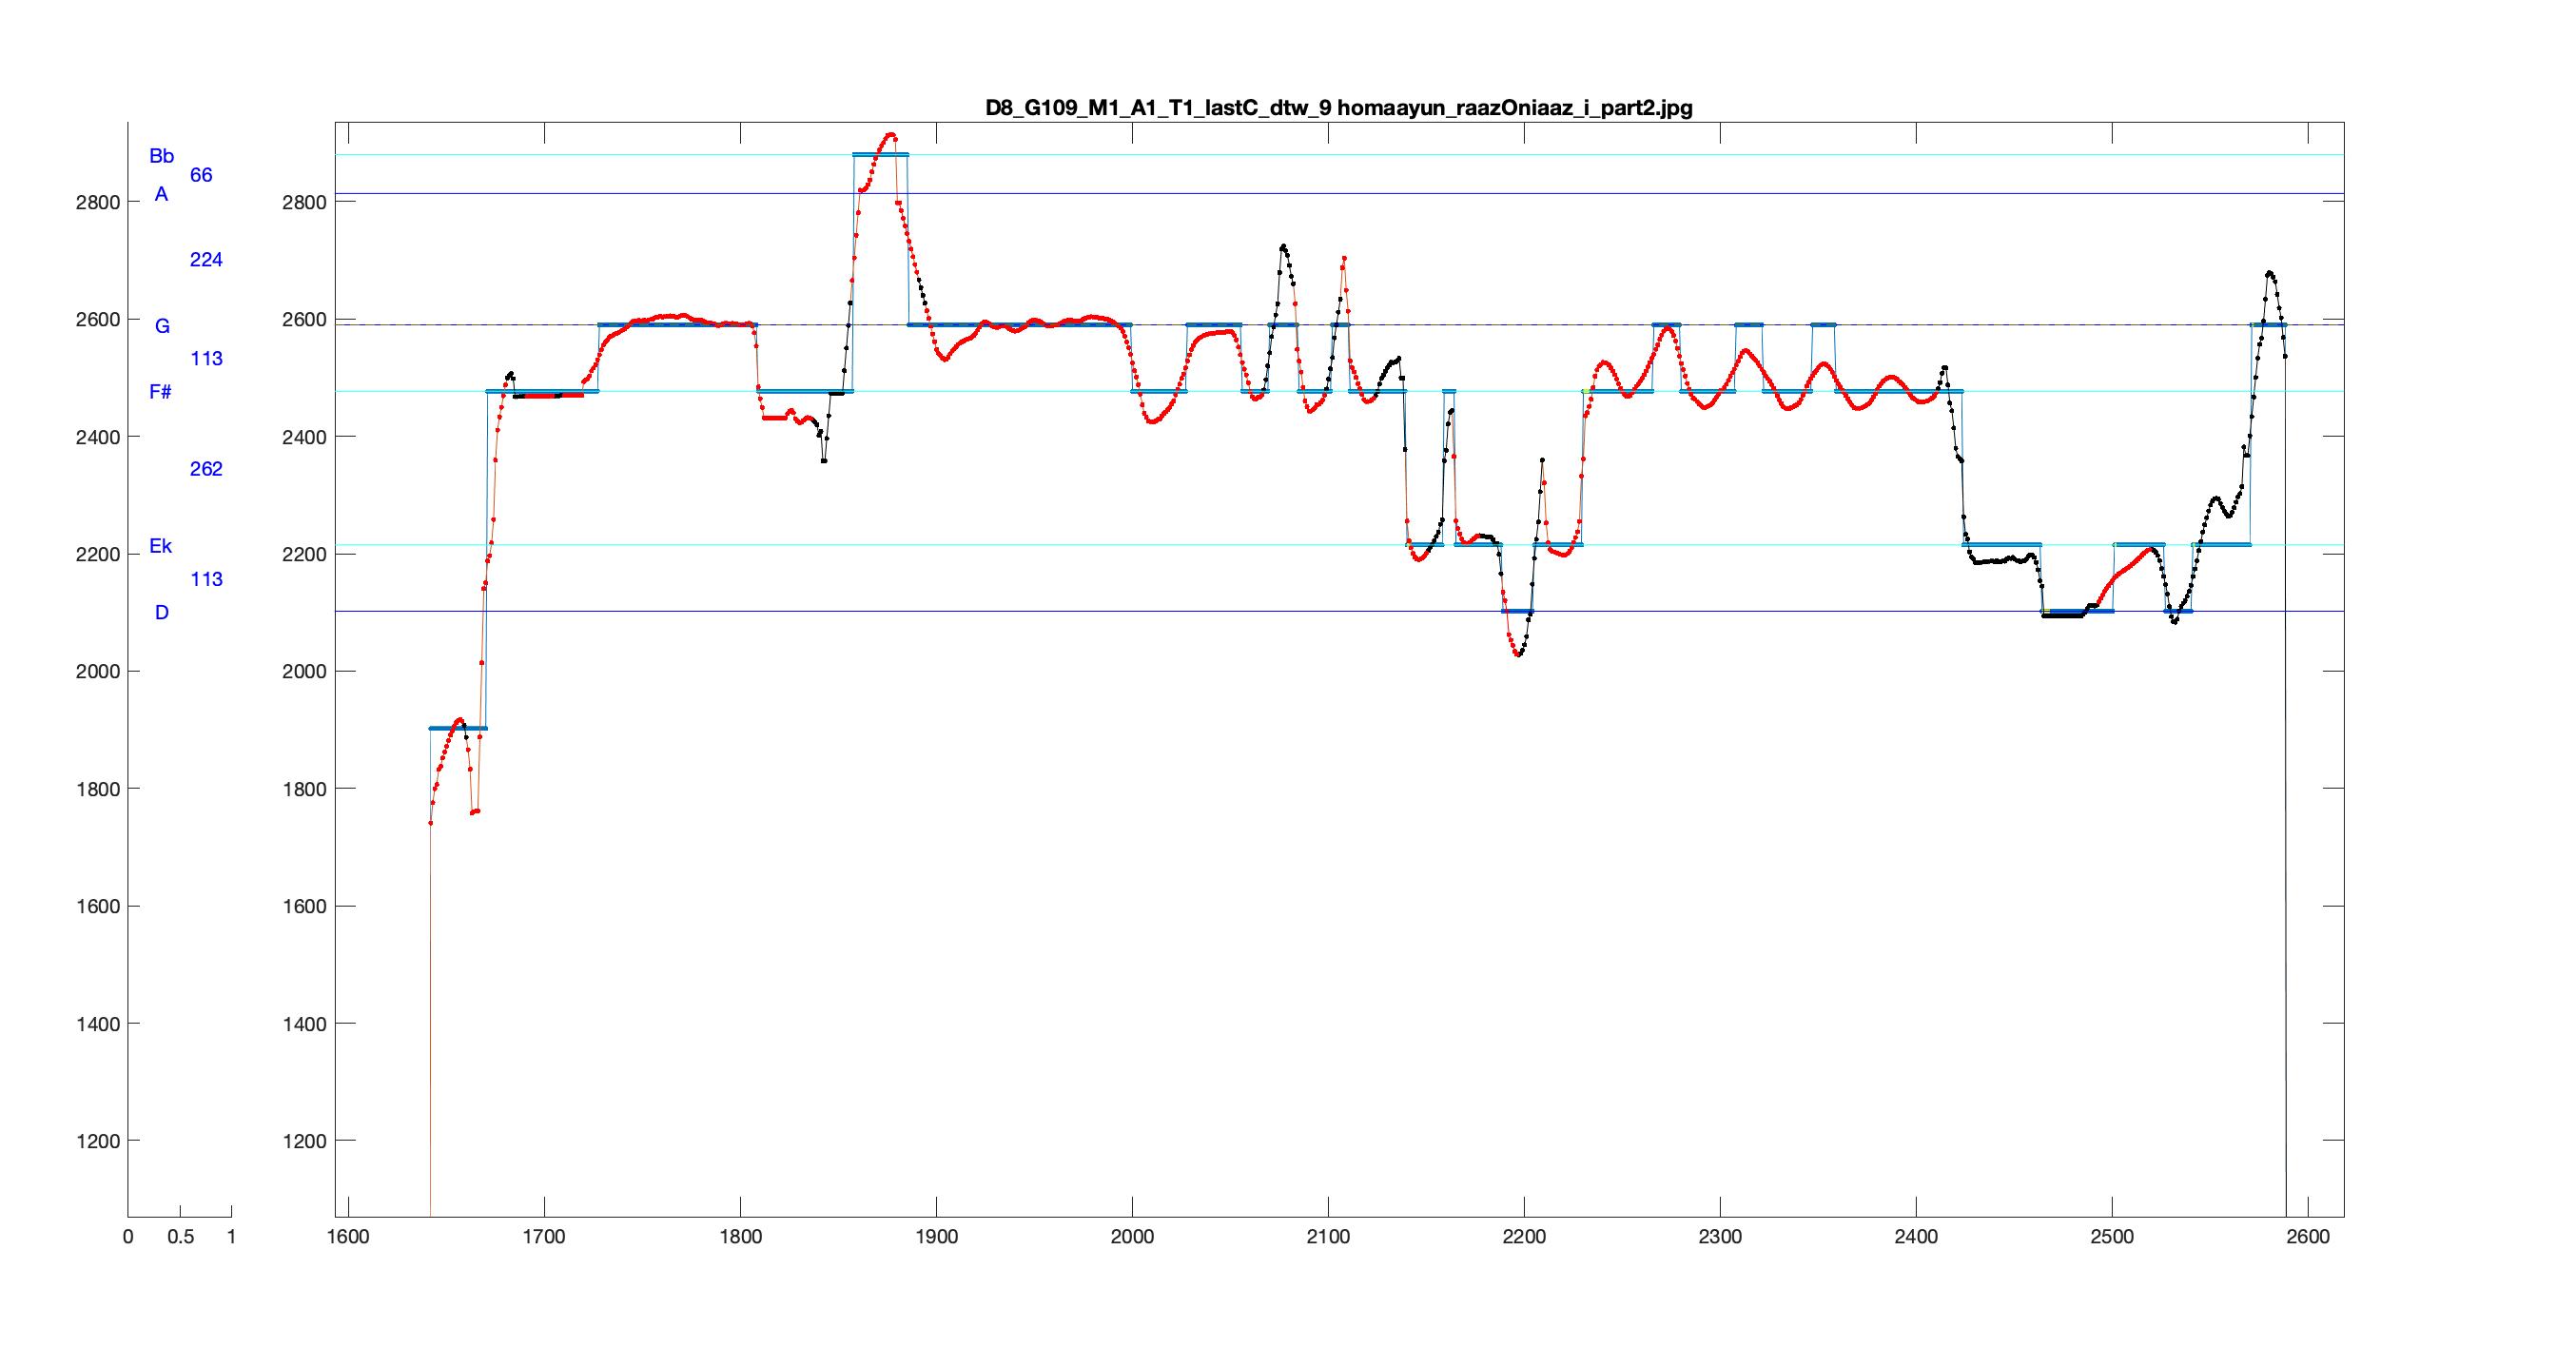 D8_G109_M1_A1_T1_lastC_dtw_9 homaayun_raazOniaaz_i_part2.jpg
Bb
66
A
2800 2800
224
2600 G 2600
113
F#
2400 2400
262
2200 Ek 2200
113
D
2000 2000
1800 1800
1600 1600
1400 1400
1200 1200
0 0.5 1 1600 1700 1800 1900 2000 2100 2200 2300 2400 2500 2600